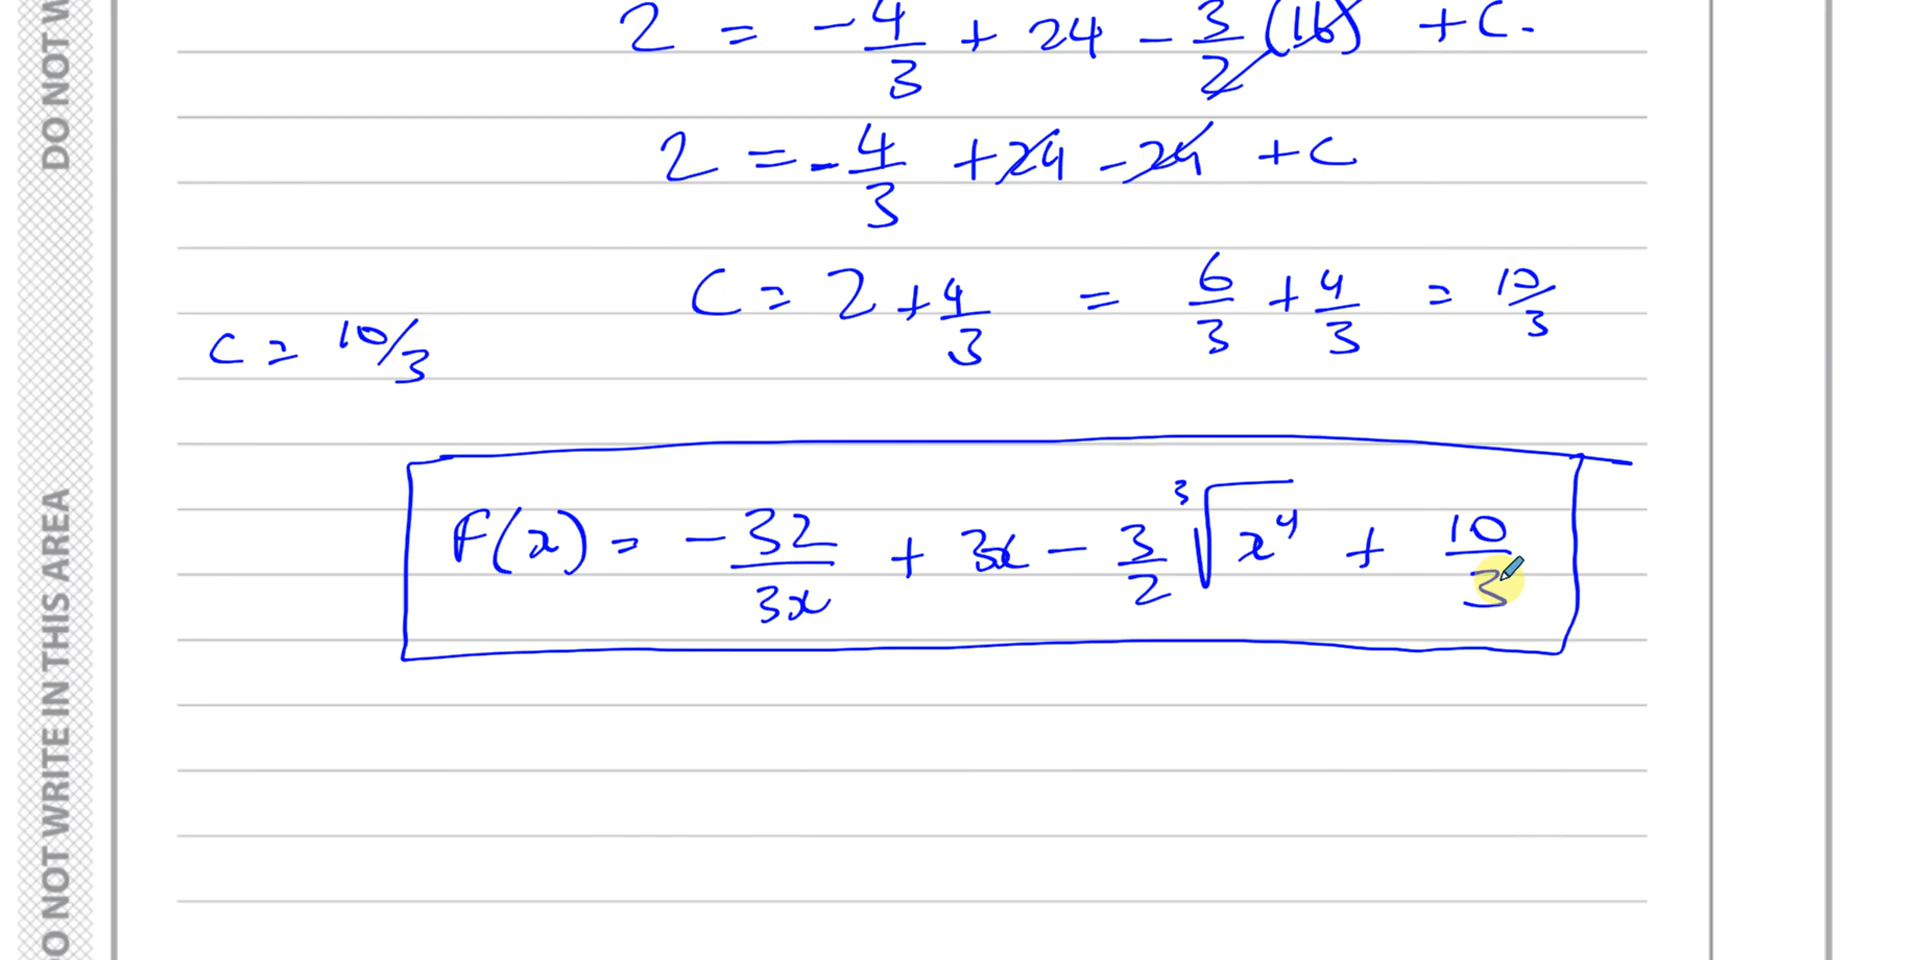 2 = -4/3 + 24 - 3/2 (16) + C.
2 = -4/3 + 24 - 24 + C
C = 2 + 4/3 = 6/3 + 4/3 = 10/3
C = 10/3
F(x) = -32/3x + 3x - 3/2 ∛x⁴ + 10/3
DO NOT W
O NOT WRITE IN THIS AREA